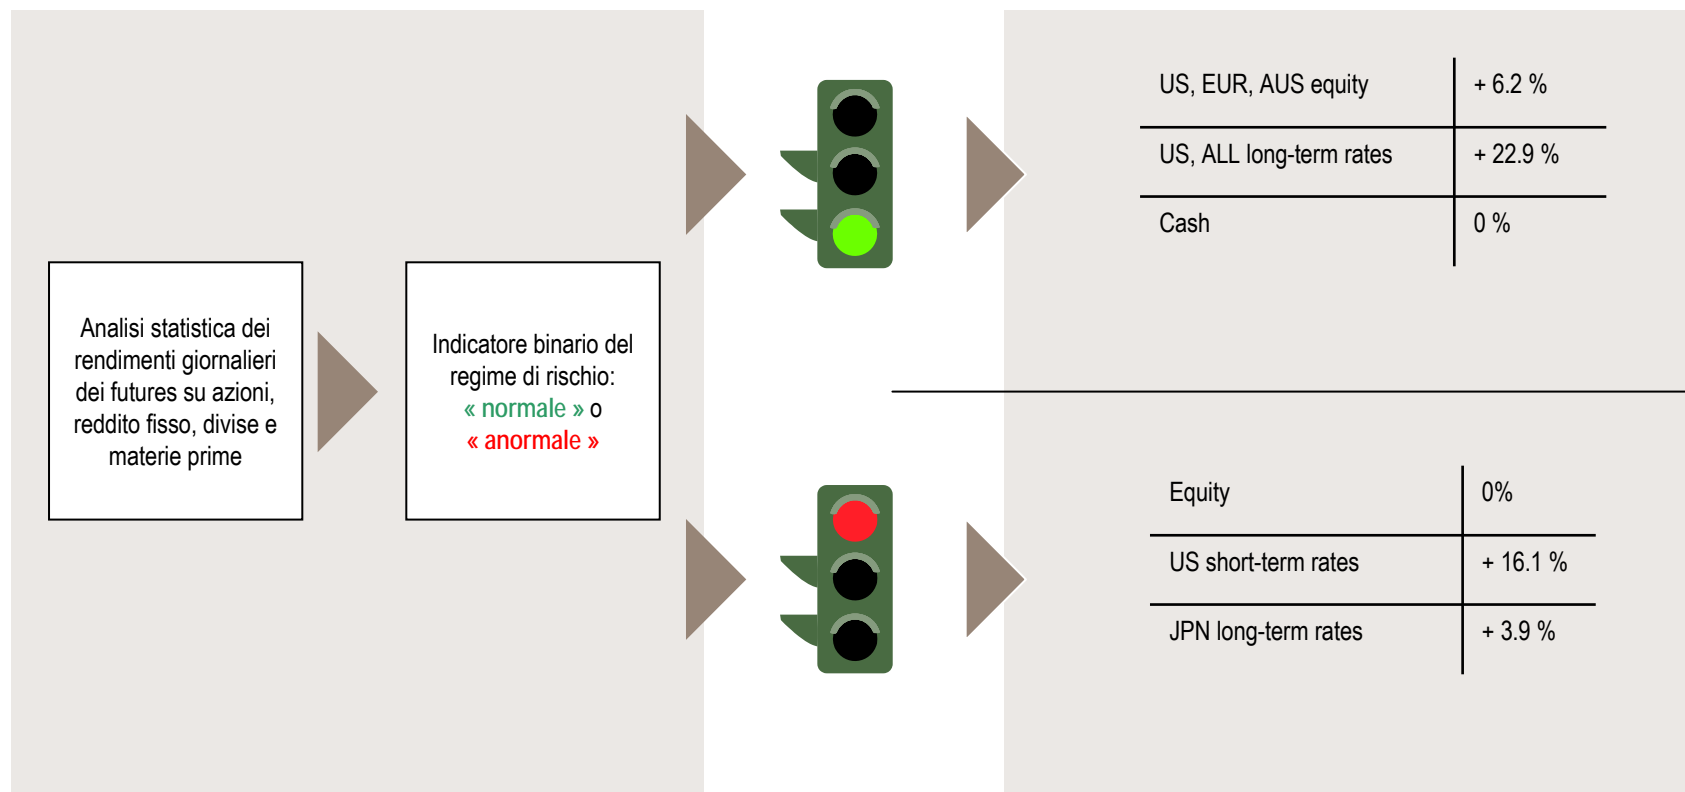 Analisi statistica dei
rendimenti giornalieri
dei futures su azioni,
reddito fisso, divise e
materie prime
Indicatore binario del
regime di rischio:
« normale » o
« anormale »
US, EUR, AUS equity + 6.2 %
US, ALL long-term rates + 22.9 %
Cash 0 %
Equity 0%
US short-term rates + 16.1 %
JPN long-term rates + 3.9 %